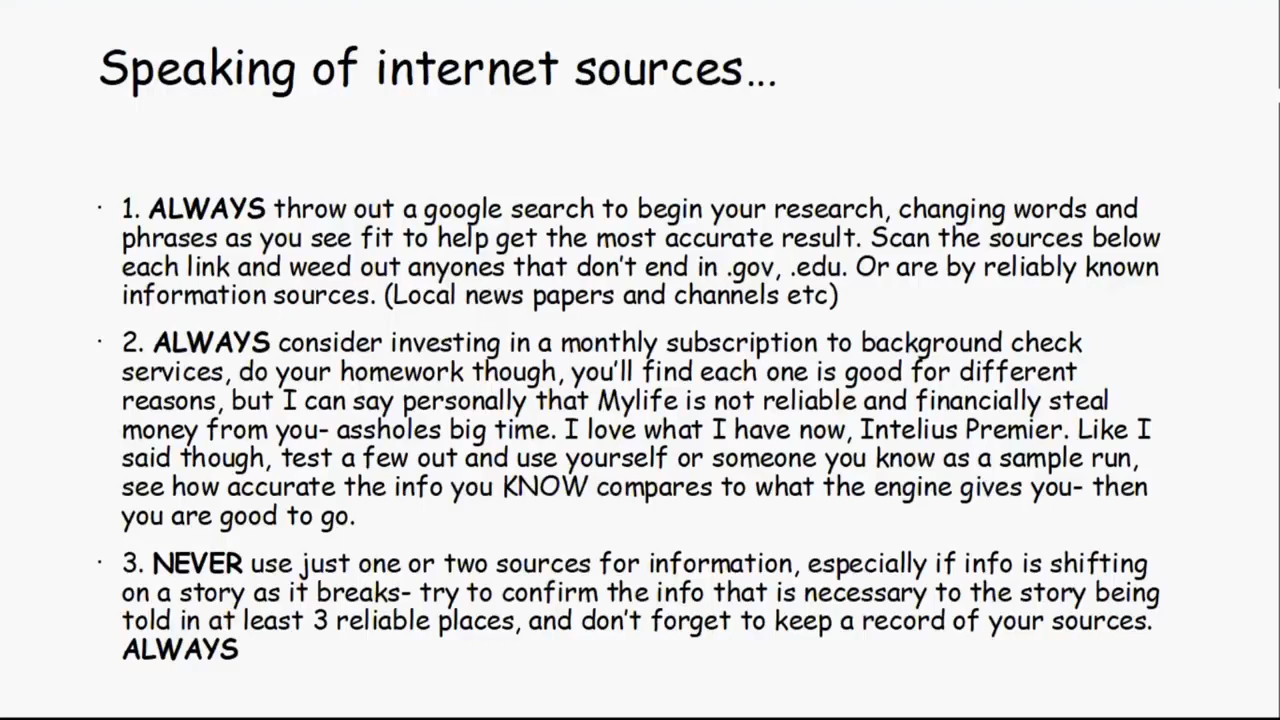 Speaking of internet sources...
· 1. ALWAYS throw out a google search to begin your research, changing words and
phrases as you see fit to help get the most accurate result. Scan the sources below
each link and weed out anyones that don't end in .gov, .edu. Or are by reliably known
information sources. (Local news papers and channels etc)
· 2. ALWAYS consider investing in a monthly subscription to background check
services, do your homework though, you'll find each one is good for different
reasons, but I can say personally that Mylife is not reliable and financially steal
money from you- assholes big time. I love what I have now, Intelius Premier. Like I
said though, test a few out and use yourself or someone you know as a sample run,
see how accurate the info you KNOW compares to what the engine gives you- then
you are good to go.
· 3. NEVER use just one or two sources for information, especially if info is shifting
on a story as it breaks- try to confirm the info that is necessary to the story being
told in at least 3 reliable places, and don't forget to keep a record of your sources.
ALWAYS